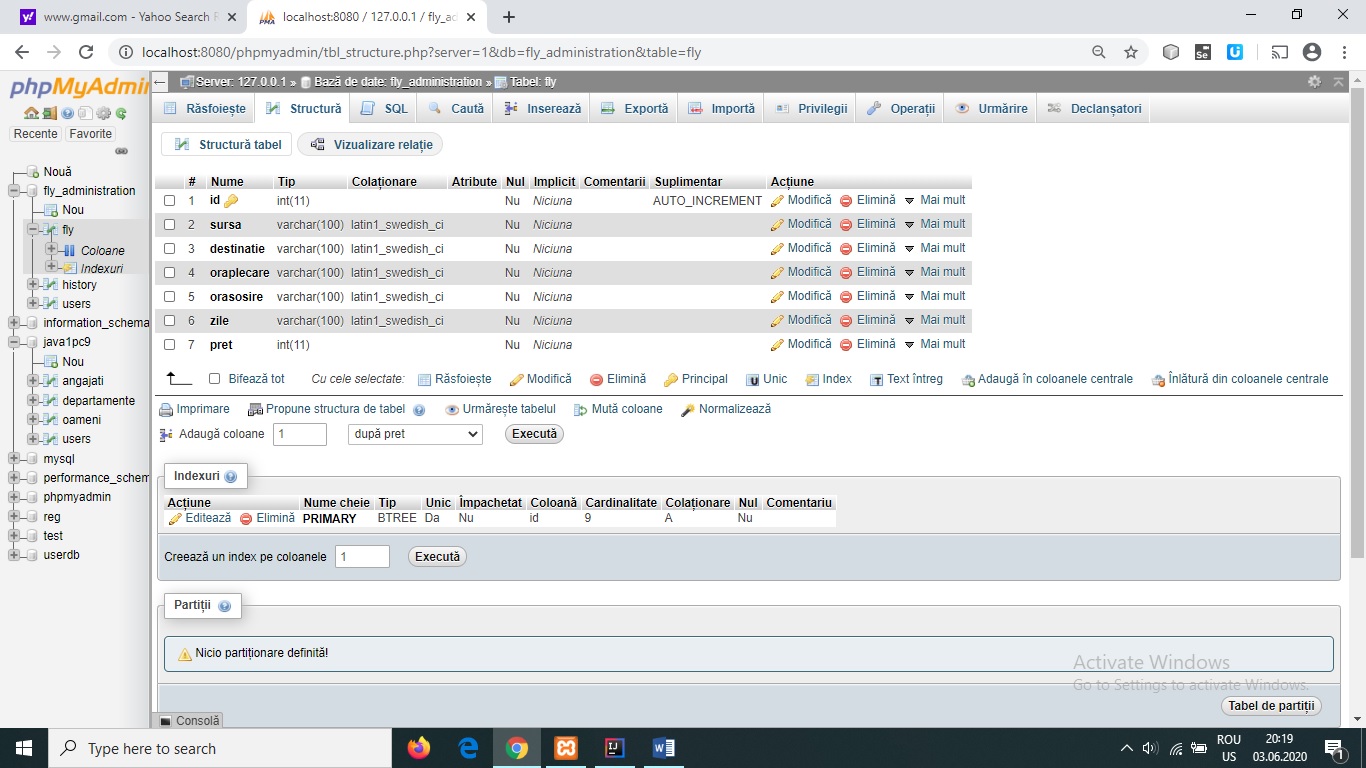 www.gmail.com - Yahoo Search R
localhost:8080 / 127.0.0.1 / fly_ad
localhost:8080/phpmyadmin/tbl_structure.php?server=1&db=fly_administration&table=fly
phpMyAdmin
Recente Favorite
Nouă
fly_administration
Nou
fly
Coloane
Indexuri
history
users
information_schema
java1pc9
Nou
angajati
departamente
oameni
users
mysql
performance_schem
phpmyadmin
reg
test
userdb
Server: 127.0.0.1 » Bază de date: fly_administration » Tabel: fly
Răsfoiește Structură SQL Caută Inserează Exportă Importă Privilegii Operații Urmărire Declanșatori
Structură tabel Vizualizare relație
# Nume Tip Colaționare Atribute Nul Implicit Comentarii Suplimentar Acțiune
1 id int(11) Nu Niciuna AUTO_INCREMENT Modifică Elimină Mai mult
2 sursa varchar(100) latin1_swedish_ci Nu Niciuna Modifică Elimină Mai mult
3 destinatie varchar(100) latin1_swedish_ci Nu Niciuna Modifică Elimină Mai mult
4 oraplecare varchar(100) latin1_swedish_ci Nu Niciuna Modifică Elimină Mai mult
5 orasosire varchar(100) latin1_swedish_ci Nu Niciuna Modifică Elimină Mai mult
6 zile varchar(100) latin1_swedish_ci Nu Niciuna Modifică Elimină Mai mult
7 pret int(11) Nu Niciuna Modifică Elimină Mai mult
Bifează tot Cu cele selectate: Răsfoiește Modifică Elimină Principal Unic Index Text întreg Adaugă în coloanele centrale Înlătură din coloanele centrale
Imprimare Propune structura de tabel Urmărește tabelul Mută coloane Normalizează
Adaugă coloane 1 după pret Execută
Indexuri
Acțiune Nume cheie Tip Unic Împachetat Coloană Cardinalitate Colaționare Nul Comentariu
Editează Elimină PRIMARY BTREE Da Nu id 9 A Nu
Creează un index pe coloanele 1 Execută
Partiții
Nicio partiționare definită!
Activate Windows
Go to Settings to activate Windows.
Tabel de partiții
Consolă
Type here to search
ROU
US
20:19
03.06.2020
1